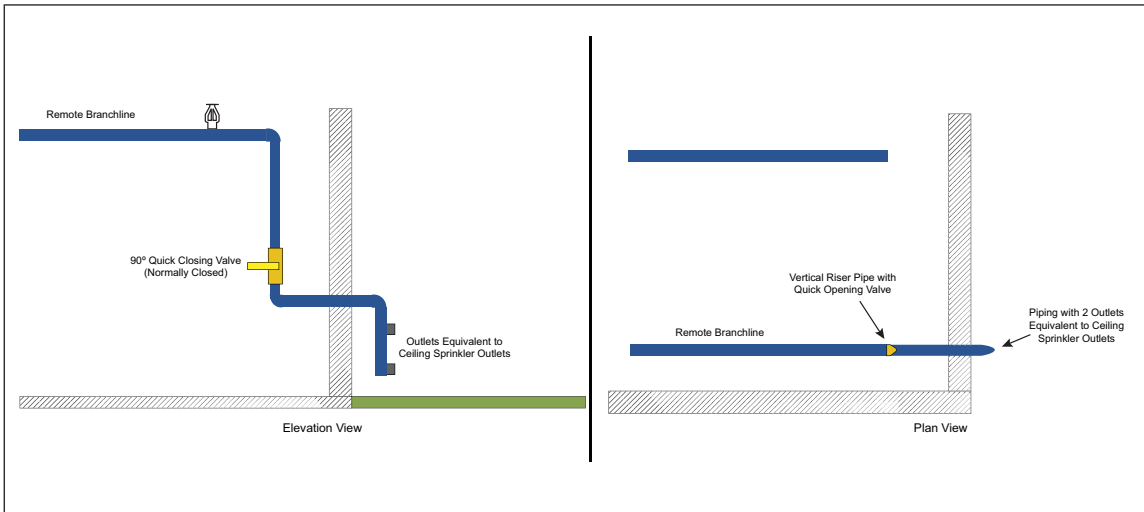 Remote Branchline
90º Quick Closing Valve
(Normally Closed)
Outlets Equivalent to
Ceiling Sprinkler Outlets
Elevation View
Vertical Riser Pipe with
Quick Opening Valve
Piping with 2 Outlets
Equivalent to Ceiling
Sprinkler Outlets
Remote Branchline
Plan View